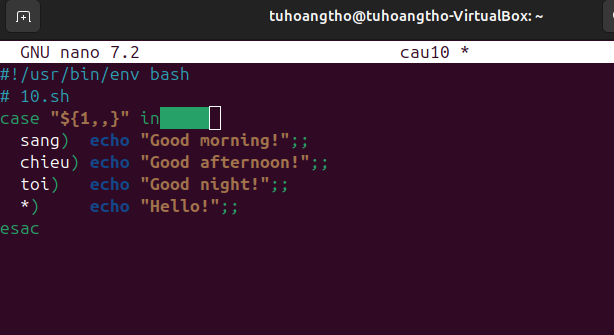 tuhoangtho@tuhoangtho-VirtualBox: ~
GNU nano 7.2 cau10 *
#!/usr/bin/env bash
# 10.sh
case "${1,,}" in
  sang)  echo "Good morning!";;
  chieu) echo "Good afternoon!";;
  toi)   echo "Good night!";;
  *)     echo "Hello!";;
esac